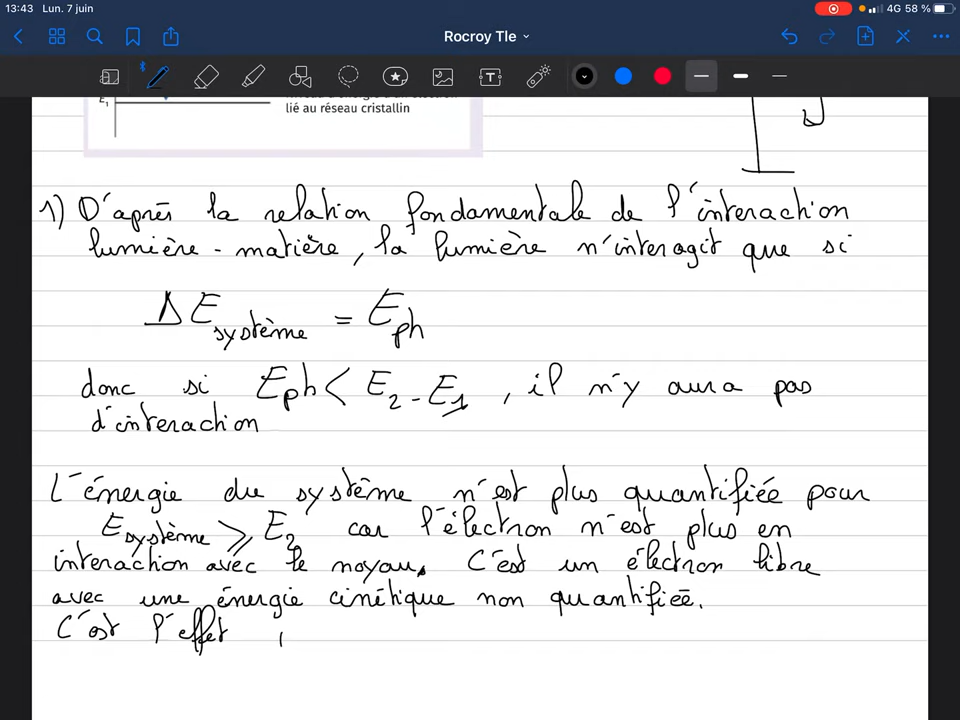 13:43 Lun. 7 juin
4G 58 %
Rocroy Tle
E₁
lié au réseau cristallin
1) D'après la relation fondamentale de l'interaction
lumière-matière, la lumière n'interagit que si
ΔE système = E ph
donc si Eph < E₂ - E₁, il n'y aura pas
d'interaction
L'énergie du système n'est plus quantifiée pour
E système ⩾ E₂ car l'électron n'est plus en
interaction avec le noyau. C'est un électron libre
avec une énergie cinétique non quantifiée.
C'est l'effet